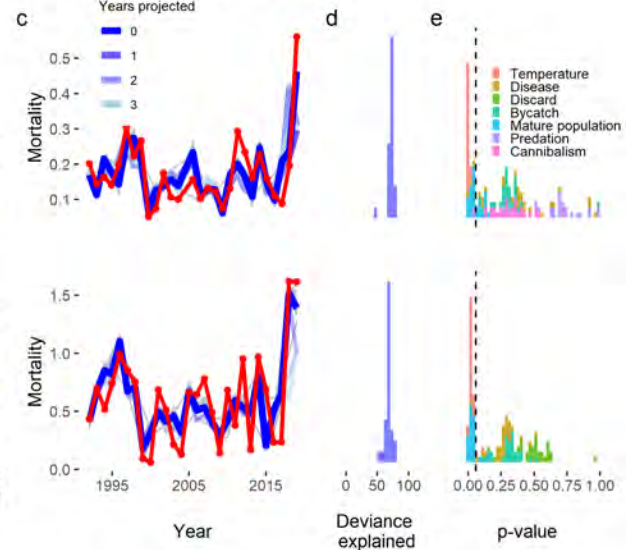 c
Years projected
0
1
2
3
d
e
Temperature
Disease
Discard
Bycatch
Mature population
Predation
Cannibalism
Mortality
0.5
0.4
0.3
0.2
0.1
Mortality
1.5
1.0
0.5
0.0
1995 2005 2015
0 50 100
0.00 0.25 0.50 0.75 1.00
Year
Deviance
explained
p-value